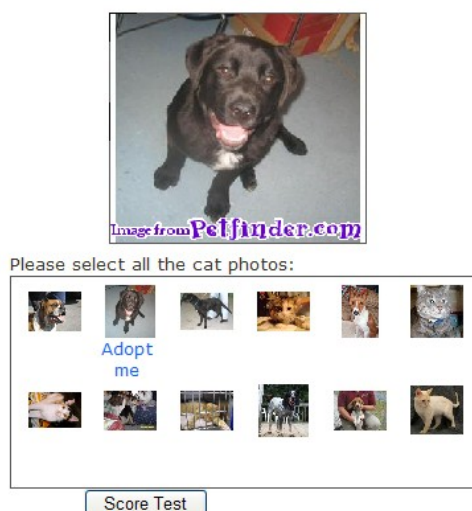 Image from Petfinder.com
Please select all the cat photos:
Adopt
me
Score Test